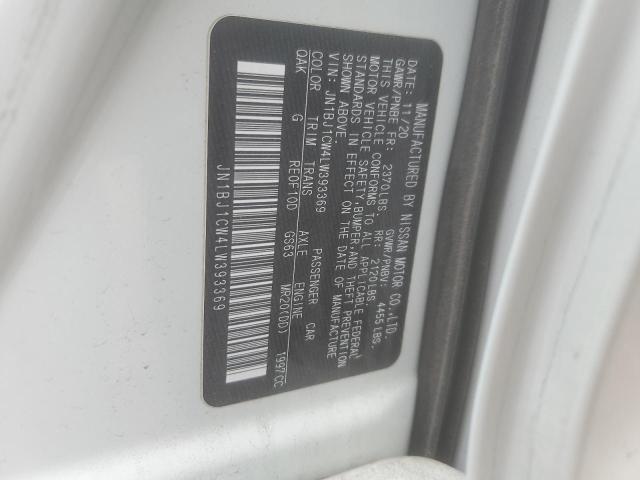 MANUFACTURED BY NISSAN MOTOR CO.,LTD.
DATE: 11/20 GVWR/PNBV: 4455LBS.
GAWR/PNBE FR: 2370LBS. RR: 2120LBS.
THIS VEHICLE CONFORMS TO ALL APPLICABLE FEDERAL
MOTOR VEHICLE SAFETY,BUMPER,AND THEFT PREVENTION
STANDARDS IN EFFECT ON THE DATE OF MANUFACTURE
SHOWN ABOVE.
VIN: JN1BJ1CW4LW393369 PASSENGER CAR
COLOR TRIM TRANS AXLE ENGINE
QAK G RE0F10D GS63 MR20(DD) 1997CC
JN1BJ1CW4LW393369